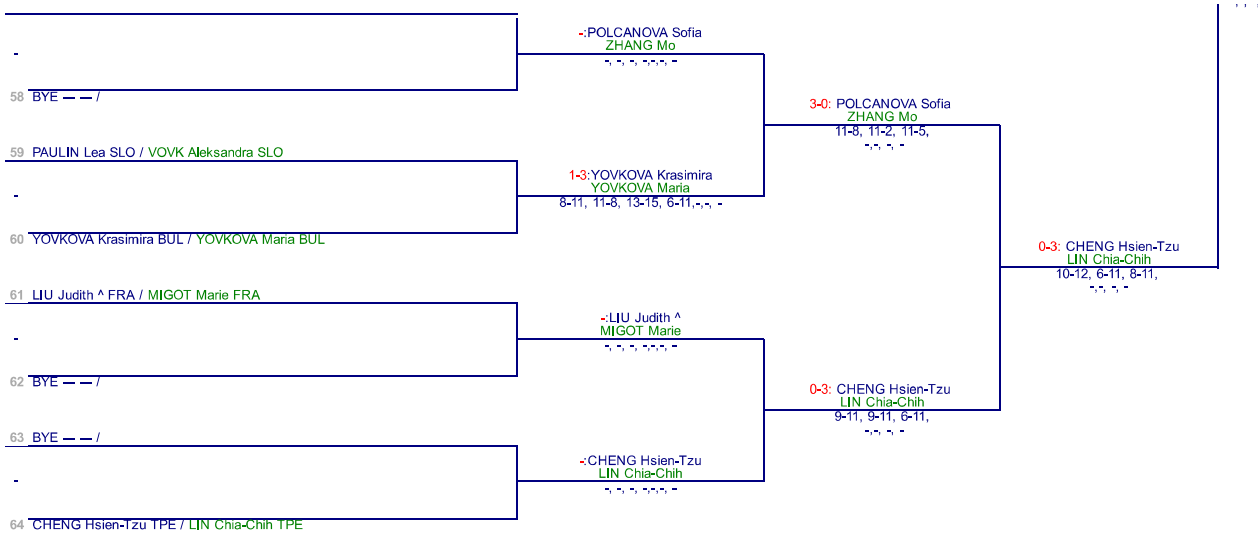 -
58 BYE — — /
59 PAULIN Lea SLO / VOVK Aleksandra SLO
-
60 YOVKOVA Krasimira BUL / YOVKOVA Maria BUL
61 LIU Judith ^ FRA / MIGOT Marie FRA
-
62 BYE — — /
63 BYE — — /
-
64 CHENG Hsien-Tzu TPE / LIN Chia-Chih TPE
-:POLCANOVA Sofia
ZHANG Mo
-, -, -, -,-,-, -
1-3:YOVKOVA Krasimira
YOVKOVA Maria
8-11, 11-8, 13-15, 6-11,-,-, -
-:LIU Judith ^
MIGOT Marie
-, -, -, -,-,-, -
-:CHENG Hsien-Tzu
LIN Chia-Chih
-, -, -, -,-,-, -
3-0: POLCANOVA Sofia
ZHANG Mo
11-8, 11-2, 11-5,
-,-, -, -
0-3: CHENG Hsien-Tzu
LIN Chia-Chih
9-11, 9-11, 6-11,
-,-, -, -
0-3: CHENG Hsien-Tzu
LIN Chia-Chih
10-12, 6-11, 8-11,
-,-, -, -